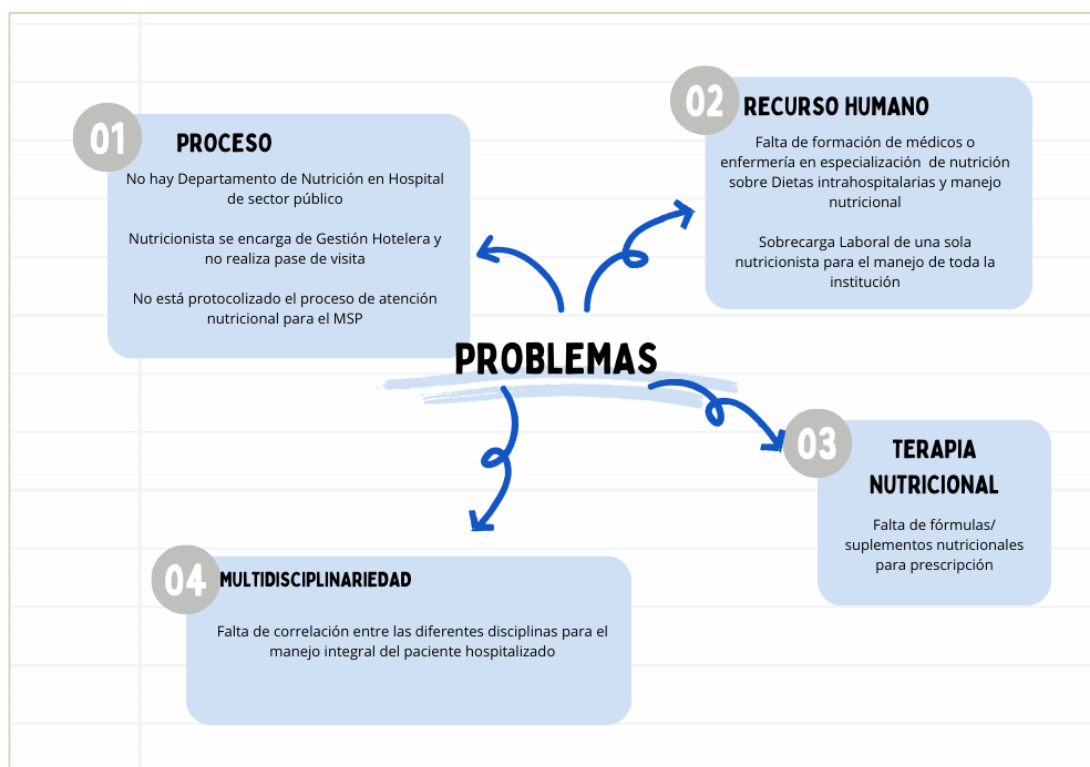 01
PROCESO
No hay Departamento de Nutrición en Hospital
de sector público
Nutricionista se encarga de Gestión Hotelera y
no realiza pase de visita
No está protocolizado el proceso de atención
nutricional para el MSP
02
RECURSO HUMANO
Falta de formación de médicos o
enfermería en especialización de nutrición
sobre Dietas intrahospitalarias y manejo
nutricional
Sobrecarga Laboral de una sola
nutricionista para el manejo de toda la
institución
PROBLEMAS
03
TERAPIA
NUTRICIONAL
Falta de fórmulas/
suplementos nutricionales
para prescripción
04
MULTIDISCIPLINARIEDAD
Falta de correlación entre las diferentes disciplinas para el
manejo integral del paciente hospitalizado